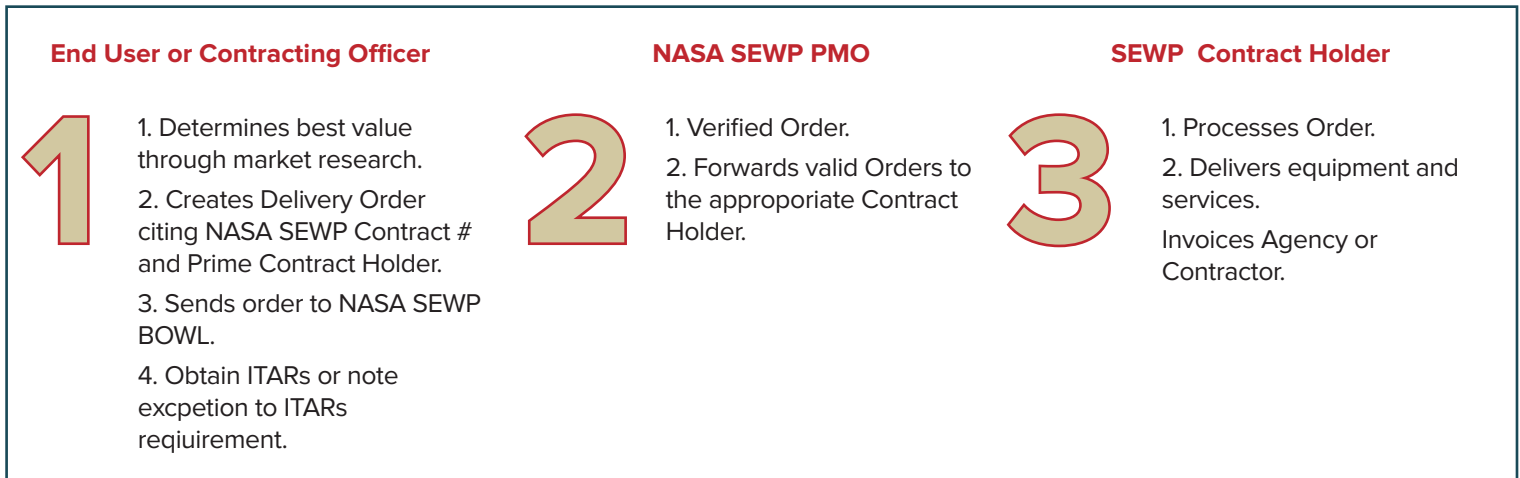 End User or Contracting Officer
1
1. Determines best value
through market research.
2. Creates Delivery Order
citing NASA SEWP Contract #
and Prime Contract Holder.
3. Sends order to NASA SEWP
BOWL.
4. Obtain ITARs or note
excpetion to ITARs
reqiuirement.
NASA SEWP PMO
2
1. Verified Order.
2. Forwards valid Orders to
the approporiate Contract
Holder.
SEWP Contract Holder
3
1. Processes Order.
2. Delivers equipment and
services.
Invoices Agency or
Contractor.